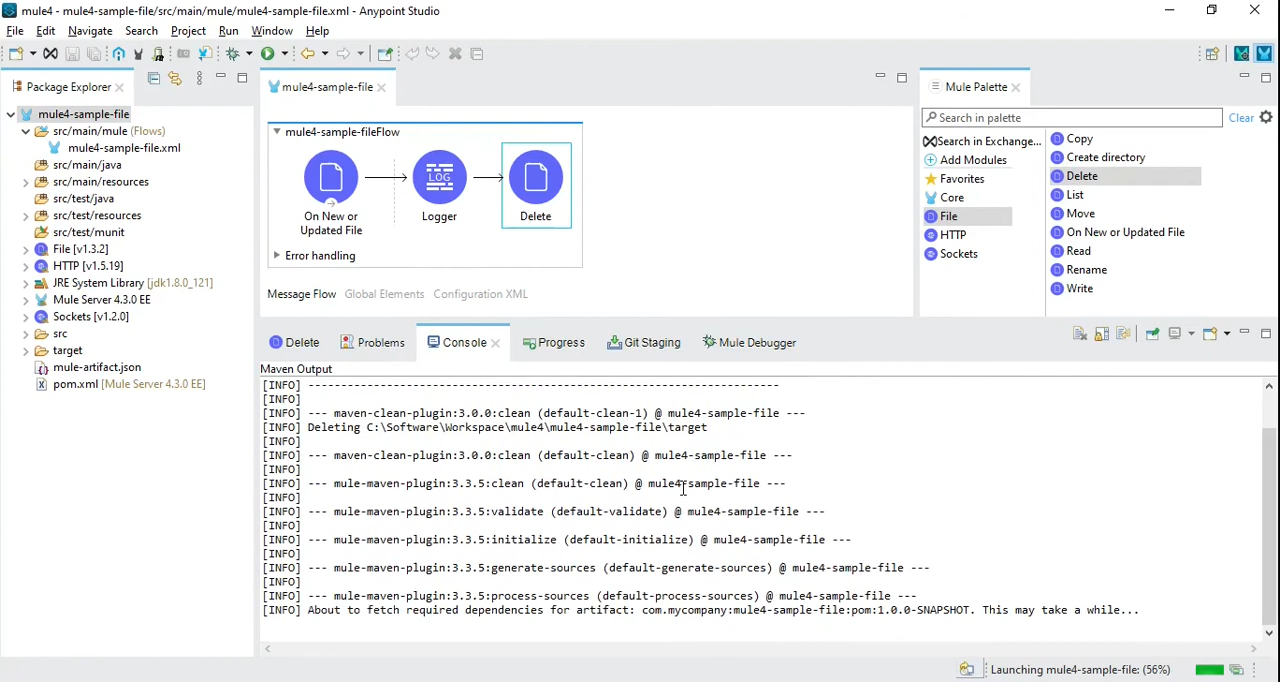 mule4 - mule4-sample-file/src/main/mule/mule4-sample-file.xml - Anypoint Studio
File Edit Navigate Search Project Run Window Help
Package Explorer
mule4-sample-file
src/main/mule (Flows)
mule4-sample-file.xml
src/main/java
src/main/resources
src/test/java
src/test/resources
src/test/munit
File [v1.3.2]
HTTP [v1.5.19]
JRE System Library [jdk1.8.0_121]
Mule Server 4.3.0 EE
Sockets [v1.2.0]
src
target
mule-artifact.json
pom.xml [Mule Server 4.3.0 EE]
mule4-sample-file
mule4-sample-fileFlow
On New or
Updated File
LOG
Logger
Delete
Error handling
Message Flow Global Elements Configuration XML
Mule Palette
Search in palette
Clear
Search in Exchange...
Add Modules
Favorites
Core
File
HTTP
Sockets
Copy
Create directory
Delete
List
Move
On New or Updated File
Read
Rename
Write
Delete Problems Console Progress Git Staging Mule Debugger
Maven Output
[INFO] ------------------------------------------------------------------------
[INFO]
[INFO] --- maven-clean-plugin:3.0.0:clean (default-clean-1) @ mule4-sample-file ---
[INFO] Deleting C:\Software\Workspace\mule4\mule4-sample-file\target
[INFO]
[INFO] --- maven-clean-plugin:3.0.0:clean (default-clean) @ mule4-sample-file ---
[INFO]
[INFO] --- mule-maven-plugin:3.3.5:clean (default-clean) @ mule4-sample-file ---
[INFO]
[INFO] --- mule-maven-plugin:3.3.5:validate (default-validate) @ mule4-sample-file ---
[INFO]
[INFO] --- mule-maven-plugin:3.3.5:initialize (default-initialize) @ mule4-sample-file ---
[INFO]
[INFO] --- mule-maven-plugin:3.3.5:generate-sources (default-generate-sources) @ mule4-sample-file ---
[INFO]
[INFO] --- mule-maven-plugin:3.3.5:process-sources (default-process-sources) @ mule4-sample-file ---
[INFO] About to fetch required dependencies for artifact: com.mycompany:mule4-sample-file:pom:1.0.0-SNAPSHOT. This may take a while...
Launching mule4-sample-file: (56%)